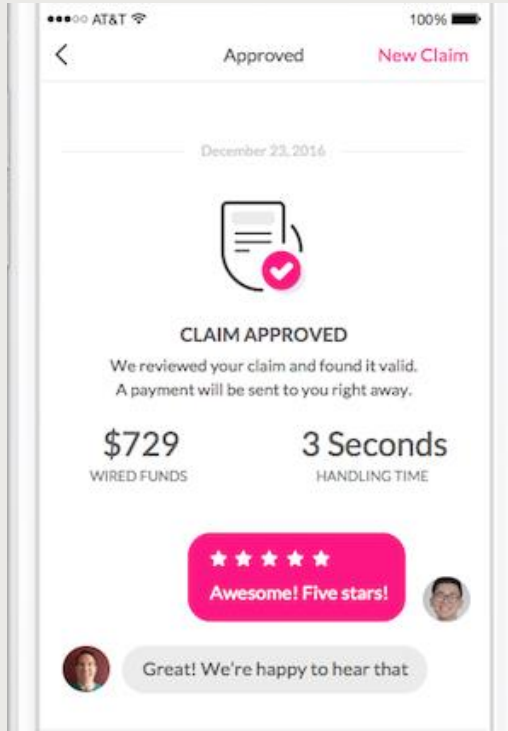 AT&T 100%
Approved New Claim
December 23, 2016
CLAIM APPROVED
We reviewed your claim and found it valid.
A payment will be sent to you right away.
$729 3 Seconds
WIRED FUNDS HANDLING TIME
Awesome! Five stars!
Great! We're happy to hear that